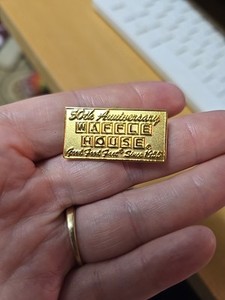 50th Anniversary
WAFFLE
HOUSE
Good Food Fast Since 1955